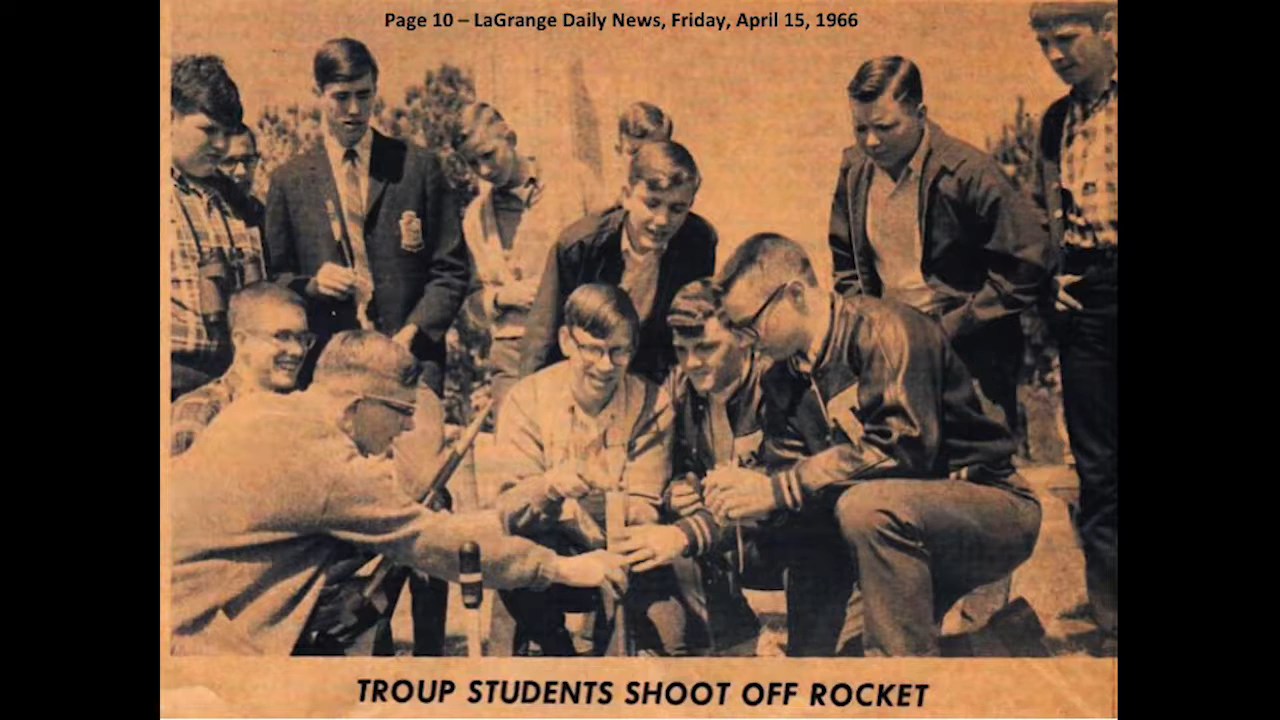 Page 10 – LaGrange Daily News, Friday, April 15, 1966
TROUP STUDENTS SHOOT OFF ROCKET